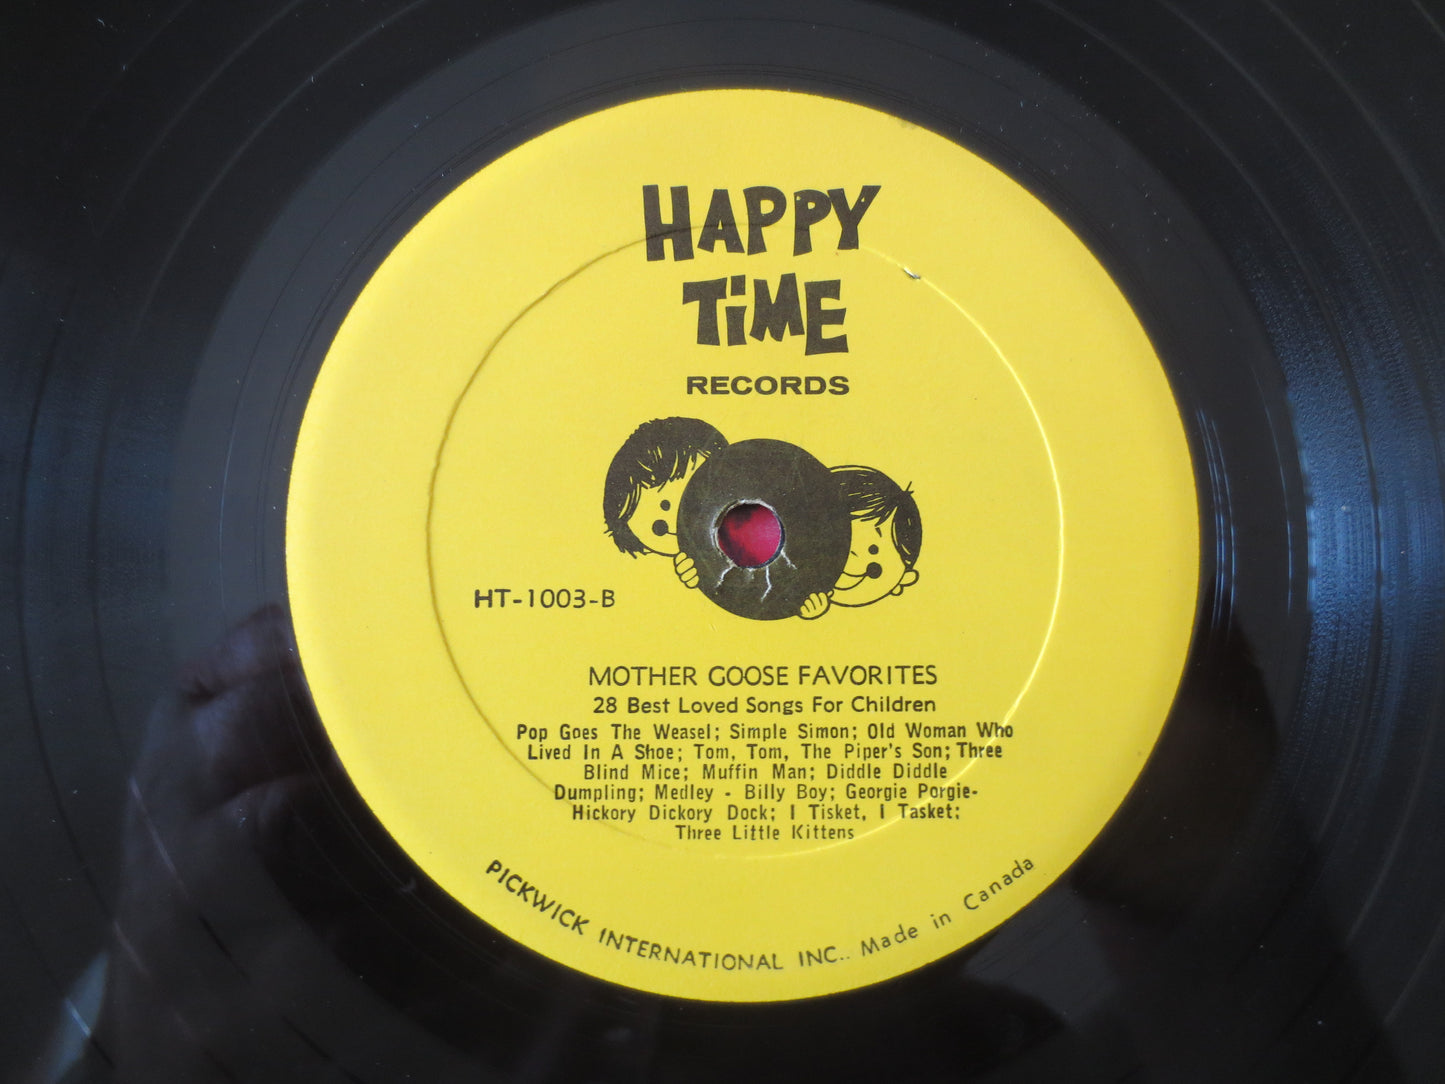 HAPPY
TiME
RECORDS
HT-1003-B
MOTHER GOOSE FAVORITES
28 Best Loved Songs For Children
Pop Goes The Weasel; Simple Simon; Old Woman Who
Lived In A Shoe; Tom, Tom, The Piper's Son; Three
Blind Mice; Muffin Man; Diddle Diddle
Dumpling; Medley - Billy Boy; Georgie Porgie-
Hickory Dickory Dock; I Tisket, I Tasket;
Three Little Kittens
PICKWICK INTERNATIONAL INC.. Made in Canada